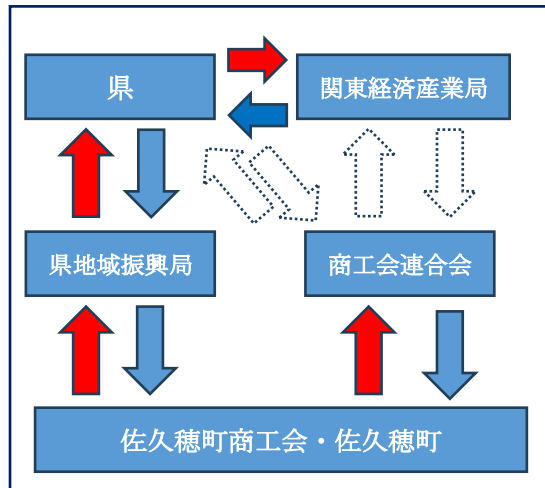 県
関東経済産業局
県地域振興局
商工会連合会
佐久穂町商工会・佐久穂町